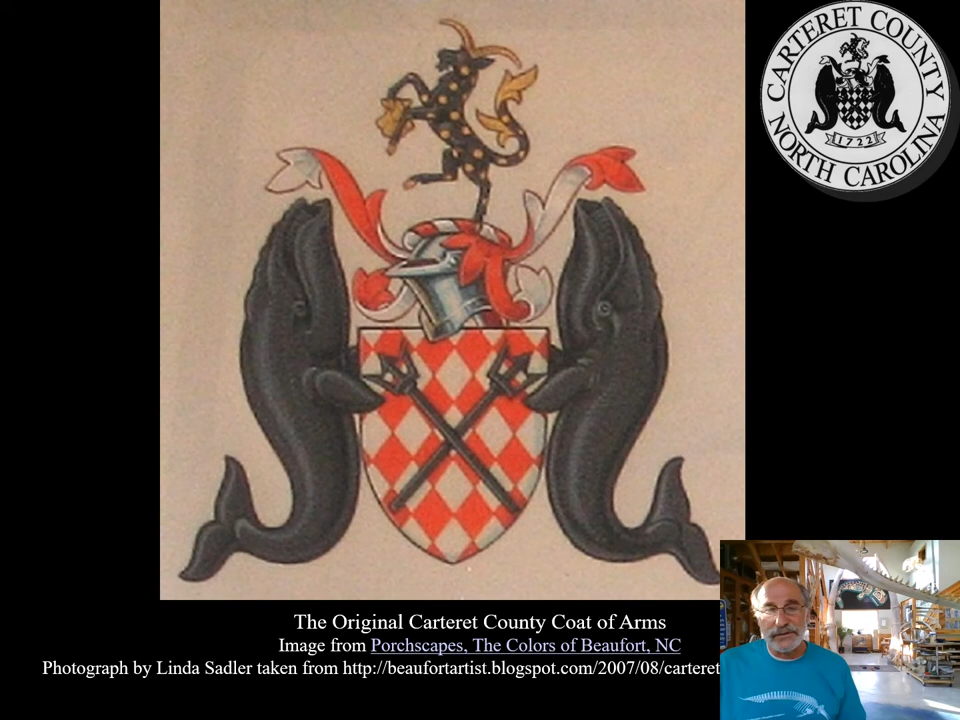 CARTERET COUNTY
1722
NORTH CAROLINA
The Original Carteret County Coat of Arms
Image from Porchscapes, The Colors of Beaufort, NC
Photograph by Linda Sadler taken from http://beaufortartist.blogspot.com/2007/08/carteret